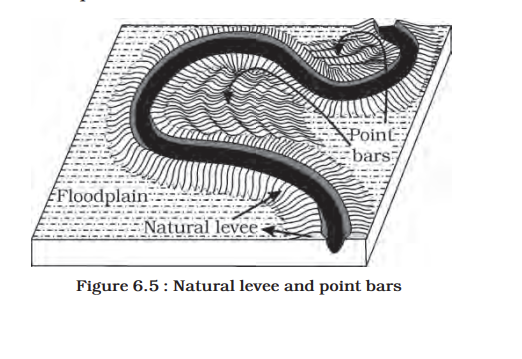 Point
bars
Floodplain
Natural levee
Figure 6.5 : Natural levee and point bars